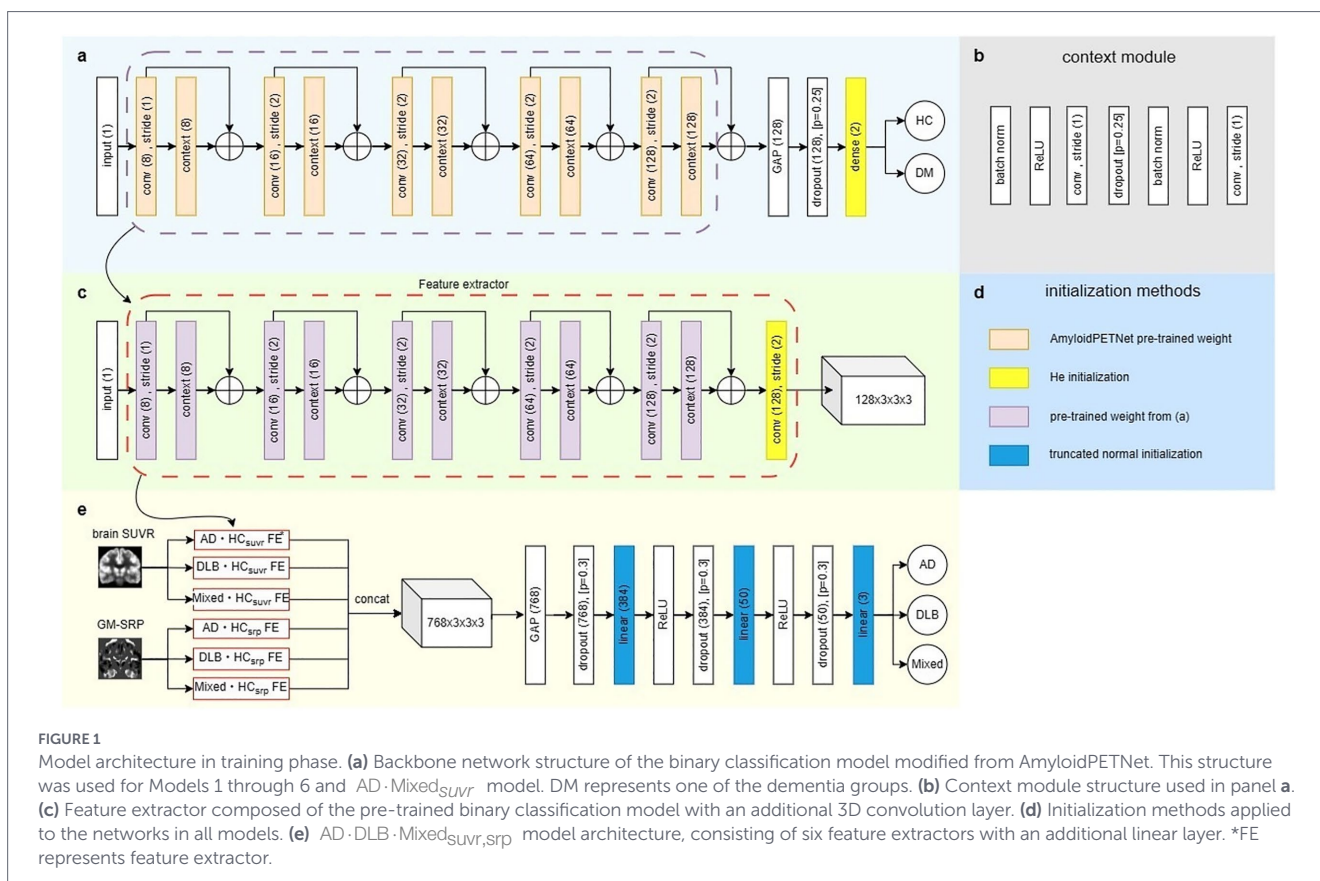 a
input (1)
conv (8) , stride (1)
context (8)
conv (16) , stride (2)
context (16)
conv (32) , stride (2)
context (32)
conv (64) , stride (2)
context (64)
conv (128) , stride (2)
context (128)
GAP (128)
dropout (128), [p=0.25]
dense (2)
HC
DM
b
context module
batch norm
ReLU
conv , stride (1)
dropout [p=0.25]
batch norm
ReLU
conv , stride (1)
c
Feature extractor
input (1)
conv (8) , stride (1)
context (8)
conv (16) , stride (2)
context (16)
conv (32) , stride (2)
context (32)
conv (64) , stride (2)
context (64)
conv (128) , stride (2)
context (128)
conv (128), stride (2)
128x3x3x3
d
initialization methods
AmyloidPETNet pre-trained weight
He initialization
pre-trained weight from (a)
truncated normal initialization
e
brain SUVR
AD・HCsuvr FE*
DLB・HCsuvr FE
Mixed・HCsuvr FE
GM-SRP
AD・HCsrp FE
DLB・HCsrp FE
Mixed・HCsrp FE
concat
768x3x3x3
GAP (768)
dropout (768), [p=0.3]
linear (384)
ReLU
dropout (384), [p=0.3]
linear (50)
ReLU
dropout (50), [p=0.3]
linear (3)
AD
DLB
Mixed
FIGURE 1
Model architecture in training phase. (a) Backbone network structure of the binary classification model modified from AmyloidPETNet. This structure
was used for Models 1 through 6 and AD·Mixedsuvr model. DM represents one of the dementia groups. (b) Context module structure used in panel a.
(c) Feature extractor composed of the pre-trained binary classification model with an additional 3D convolution layer. (d) Initialization methods applied
to the networks in all models. (e) AD·DLB·Mixedsuvr,srp model architecture, consisting of six feature extractors with an additional linear layer. *FE
represents feature extractor.